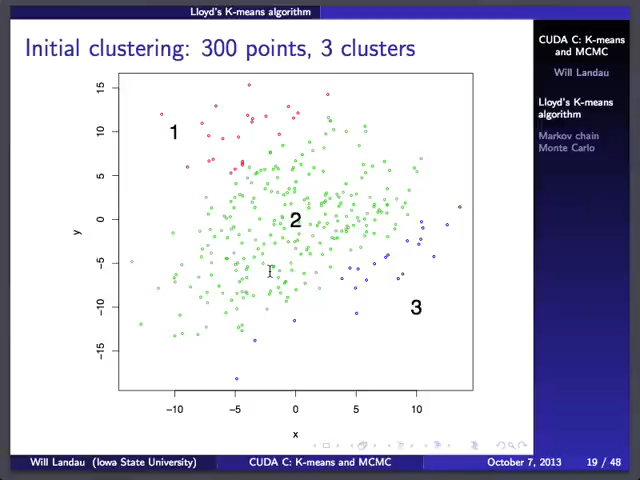 Lloyd's K-means algorithm
Initial clustering: 300 points, 3 clusters
CUDA C: K-means
and MCMC
Will Landau
Lloyd's K-means
algorithm
Markov chain
Monte Carlo
15
10
5
0
−5
−10
−15
y
1
2
3
−10
−5
0
5
10
x
Will Landau (Iowa State University)
CUDA C: K-means and MCMC
October 7, 2013
19 / 48